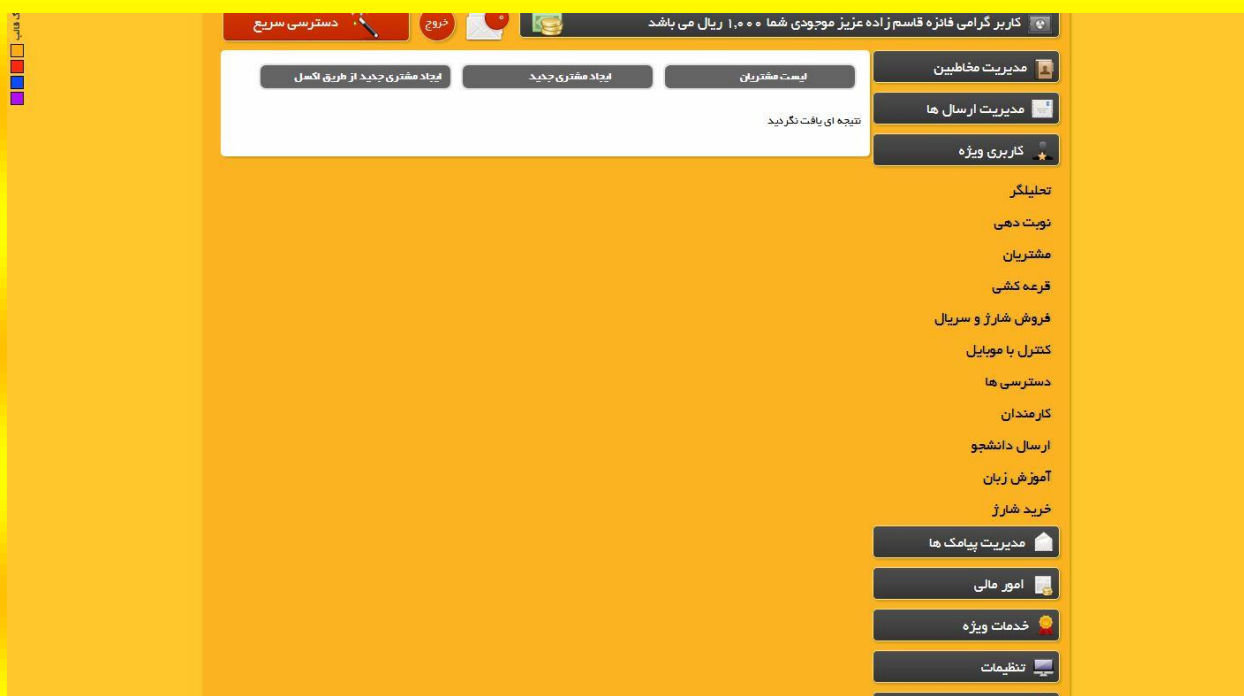 کاربر گرامی فائزه قاسم زاده عزیز موجودی شما ۱,۰۰۰ ریال می باشد
خروج
دسترسی سریع
قالب
مدیریت مخاطبین
مدیریت ارسال ها
کاربری ویژه
تحلیلگر
نوبت دهی
مشتریان
قرعه کشی
فروش شارژ و سریال
کنترل با موبایل
دسترسی ها
کارمندان
ارسال دانشجو
آموزش زبان
خرید شارژ
مدیریت پیامک ها
امور مالی
خدمات ویژه
تنظیمات
لیست مشتریان
ایجاد مشتری جدید
ایجاد مشتری جدید از طریق اکسل
نتیجه ای یافت نگردید